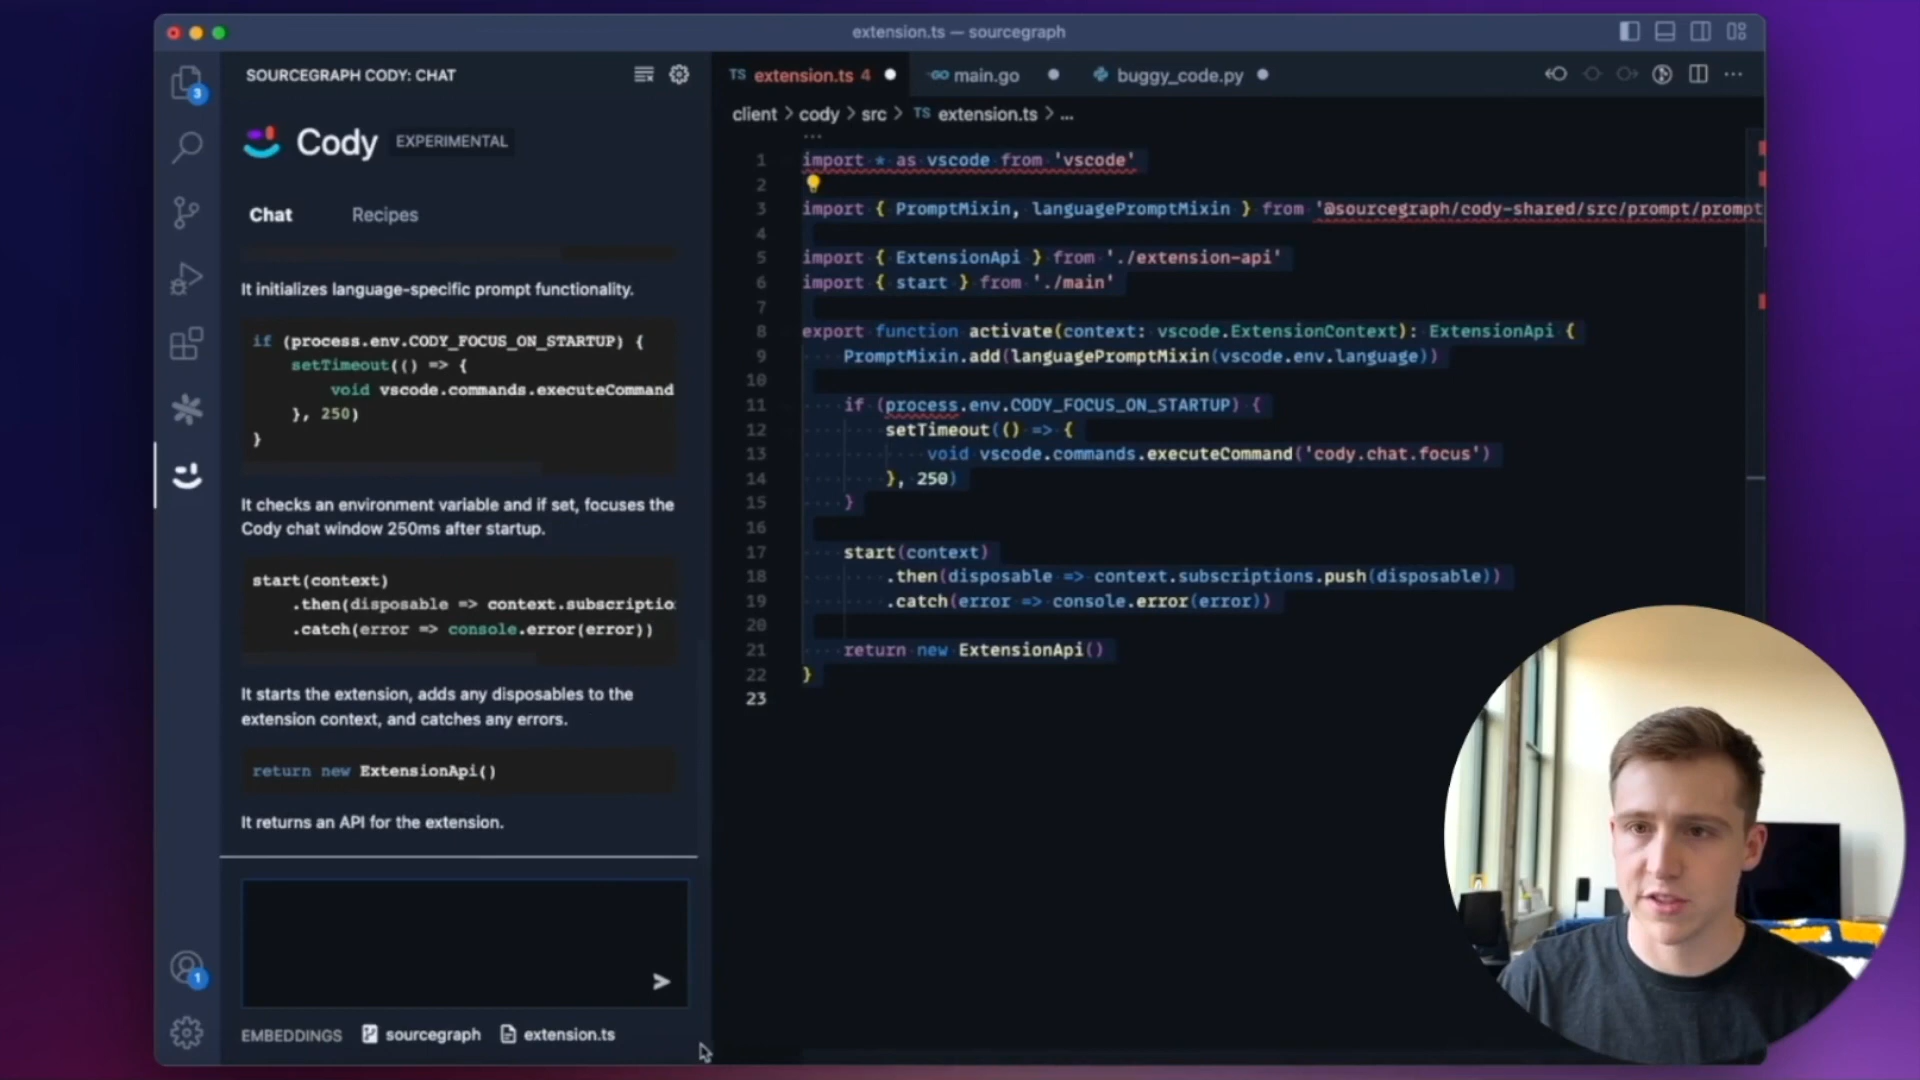 extension.ts — sourcegraph
SOURCEGRAPH CODY: CHAT
3
Cody EXPERIMENTAL
Chat Recipes
It initializes language-specific prompt functionality.
if (process.env.CODY_FOCUS_ON_STARTUP) {
setTimeout(() => {
void vscode.commands.executeCommand
}, 250)
}
It checks an environment variable and if set, focuses the
Cody chat window 250ms after startup.
start(context)
.then(disposable => context.subscriptio
.catch(error => console.error(error))
It starts the extension, adds any disposables to the
extension context, and catches any errors.
return new ExtensionApi()
It returns an API for the extension.
1
EMBEDDINGS sourcegraph extension.ts
TS extension.ts 4 main.go buggy_code.py
client > cody > src > TS extension.ts > ...
1 import * as vscode from 'vscode'
2
3 import { PromptMixin, languagePromptMixin } from '@sourcegraph/cody-shared/src/prompt/prompt
4
5 import { ExtensionApi } from './extension-api'
6 import { start } from './main'
7
8 export function activate(context: vscode.ExtensionContext): ExtensionApi {
9 PromptMixin.add(languagePromptMixin(vscode.env.language))
10
11 if (process.env.CODY_FOCUS_ON_STARTUP) {
12 setTimeout(() => {
13 void vscode.commands.executeCommand('cody.chat.focus')
14 }, 250)
15 }
16
17 start(context)
18 .then(disposable => context.subscriptions.push(disposable))
19 .catch(error => console.error(error))
20
21 return new ExtensionApi()
22 }
23